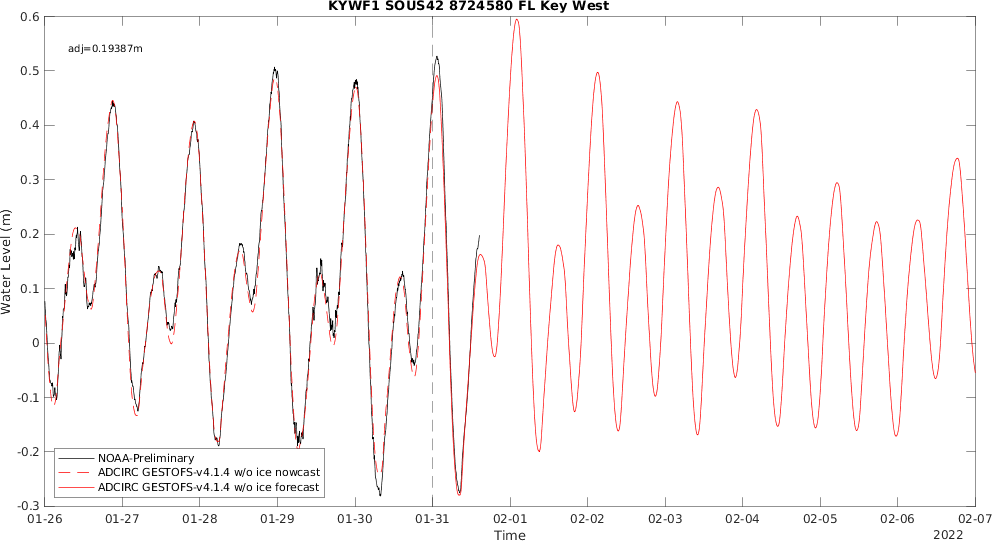 KYWF1 SOUS42 8724580 FL Key West
adj=0.19387m
0.6
0.5
0.4
0.3
0.2
0.1
0
-0.1
-0.2
-0.3
Water Level (m)
NOAA-Preliminary
ADCIRC GESTOFS-v4.1.4 w/o ice nowcast
ADCIRC GESTOFS-v4.1.4 w/o ice forecast
01-26 01-27 01-28 01-29 01-30 01-31 02-01 02-02 02-03 02-04 02-05 02-06 02-07
Time
2022